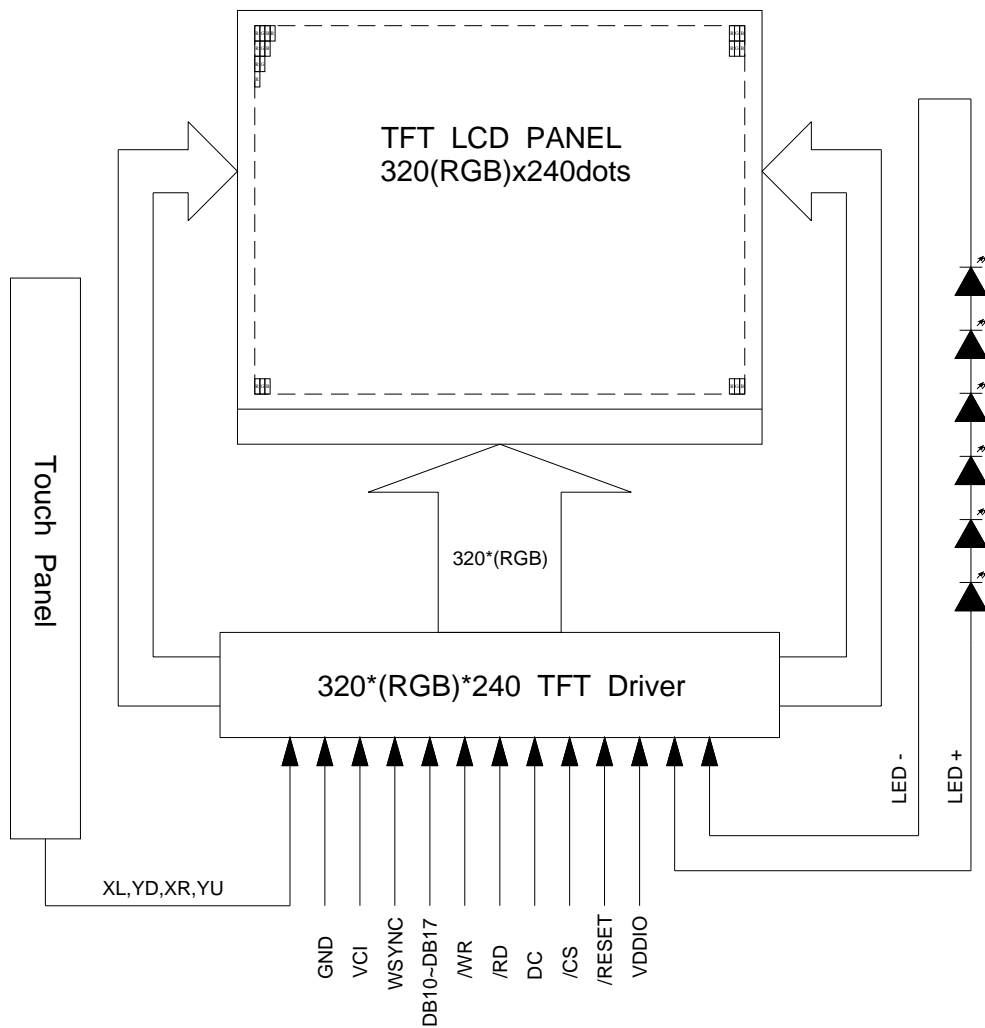 TFT LCD PANEL
320(RGB)x240dots
Touch Panel
320*(RGB)
320*(RGB)*240 TFT Driver
LED -
LED +
XL,YD,XR,YU
GND
VCI
WSYNC
DB10~DB17
/WR
/RD
DC
/CS
/RESET
VDDIO